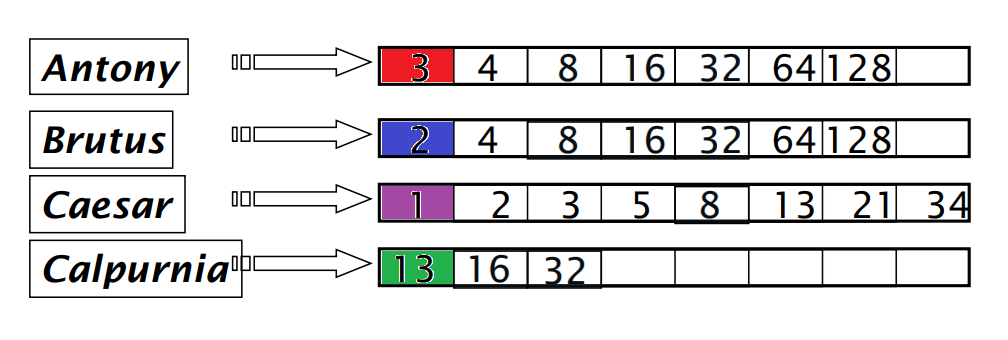 Antony 3 4 8 16 32 64 128
Brutus 2 4 8 16 32 64 128
Caesar 1 2 3 5 8 13 21 34
Calpurnia 13 16 32